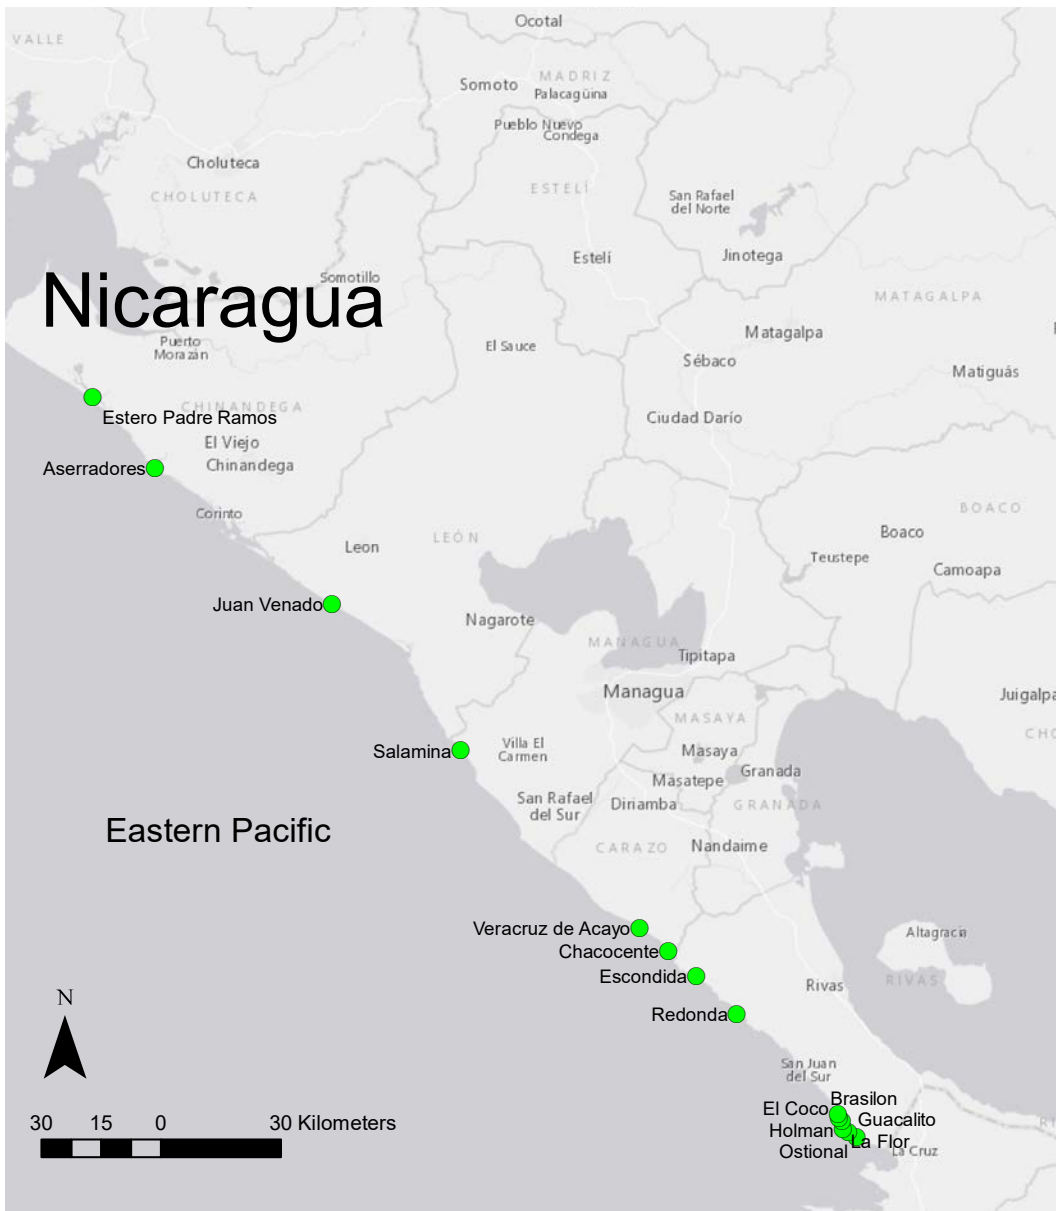 Ocotal
VALLE
MADRIZ
Somoto
Palacagüina
Pueblo Nuevo
Condega
Choluteca
CHOLUTECA
ESTELÍ
San Rafael
del Norte
Jinotega
Estelí
Somotillo
Nicaragua
MATAGALPA
Matagalpa
Puerto
Morazán
El Sauce
Sébaco
Matiguás
Estero Padre Ramos
CHINANDEGA
Ciudad Darío
El Viejo
Aserradores
Chinandega
Corinto
BOACO
Boaco
LEÓN
Leon
Teustepe
Camoapa
Juan Venado
Nagarote
MANAGUA
Tipitapa
Managua
Juigalpa
MASAYA
CHO
Salamina
Villa El
Carmen
Masaya
Granada
Masatepe
San Rafael
del Sur
Diriamba
GRANADA
Eastern Pacific
CARAZO
Nandaime
Veracruz de Acayo
Altagracia
Chacocente
Escondida
RIVAS
Rivas
N
Redonda
San Juan
del Sur
Brasilon
El Coco
Guacalito
30 15 0 30 Kilometers
Holman
La Flor
Ostional
La Cruz